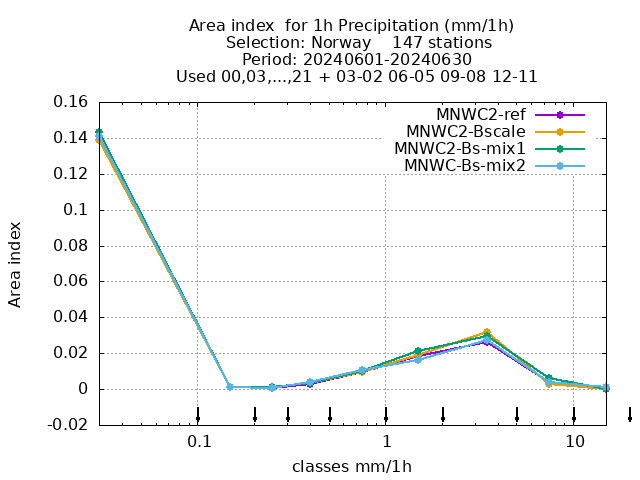 Area index  for 1h Precipitation (mm/1h)
Selection: Norway    147 stations
Period: 20240601-20240630
Used 00,03,...,21 + 03-02 06-05 09-08 12-11
MNWC2-ref
MNWC2-Bscale
MNWC2-Bs-mix1
MNWC-Bs-mix2
0.16
0.14
0.12
0.1
0.08
0.06
0.04
0.02
0
-0.02
Area index
0.1
1
10
classes mm/1h